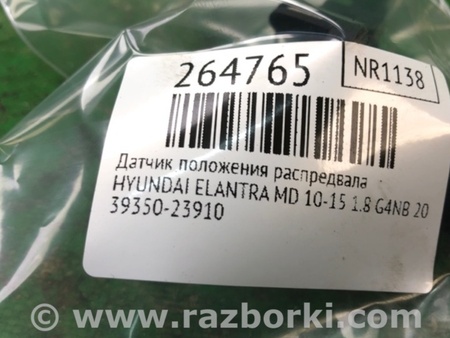 264765
NR1138
Датчик положения распредвала
HYUNDAI ELANTRA MD 10-15 1.8 G4NB 20
39350-23910
© www.razborki.com